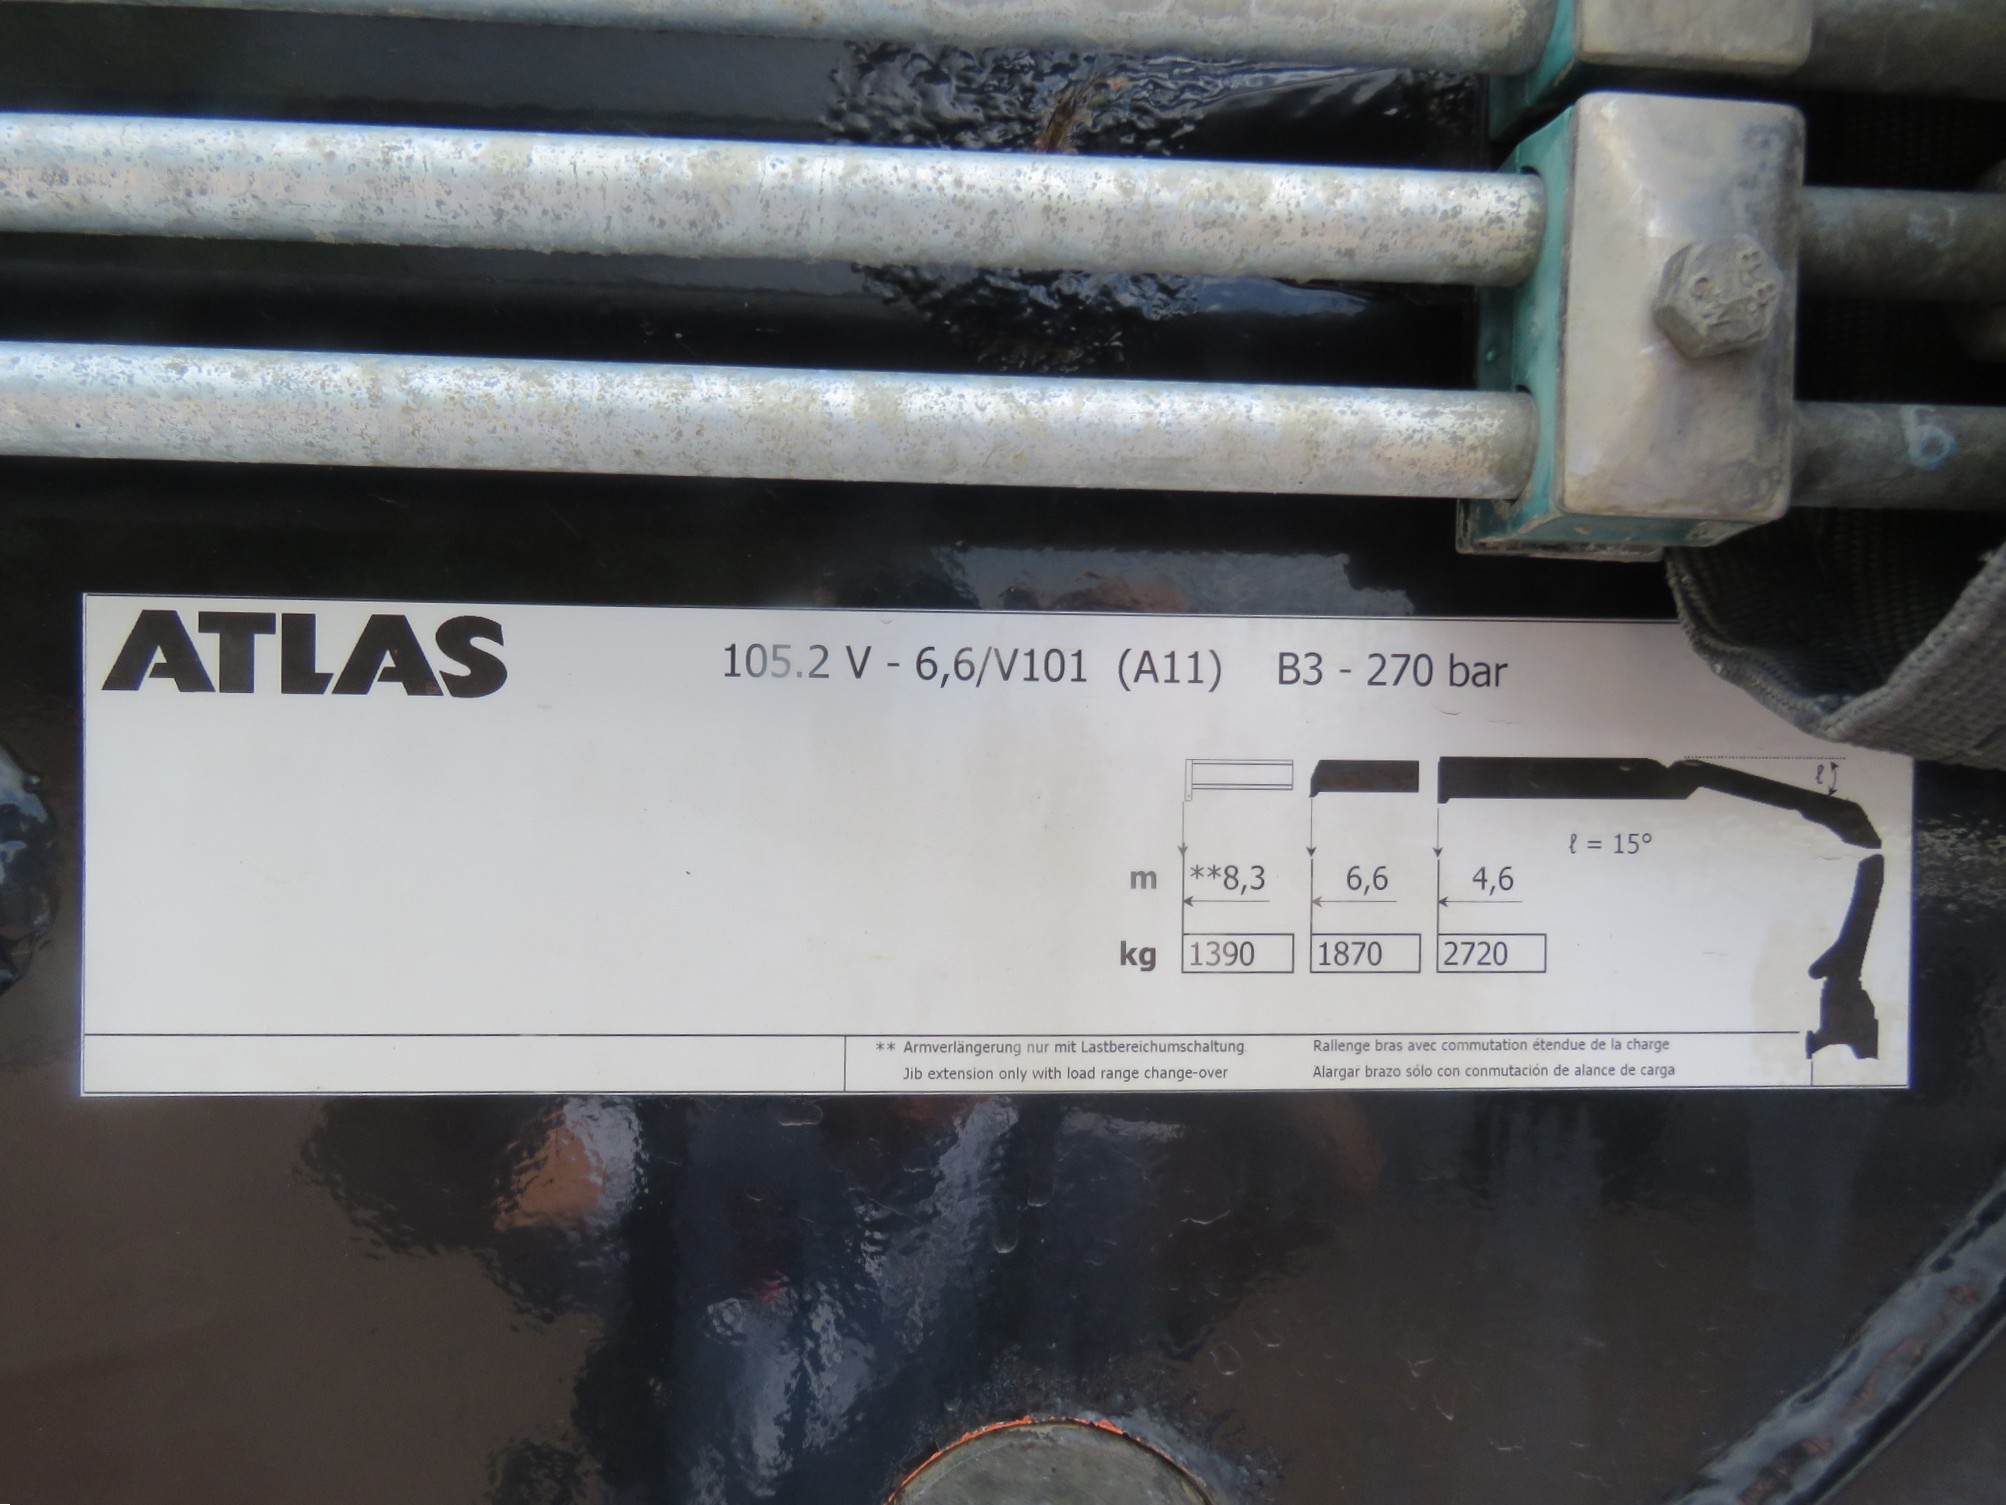 ATLAS
105.2 V - 6,6/V101 (A11) B3 - 270 bar
ℓ
ℓ = 15°
m **8,3 6,6 4,6
kg 1390 1870 2720
** Armverlängerung nur mit Lastbereichumschaltung
Jib extension only with load range change-over
Rallenge bras avec commutation étendue de la charge
Alargar brazo sólo con conmutación de alance de carga